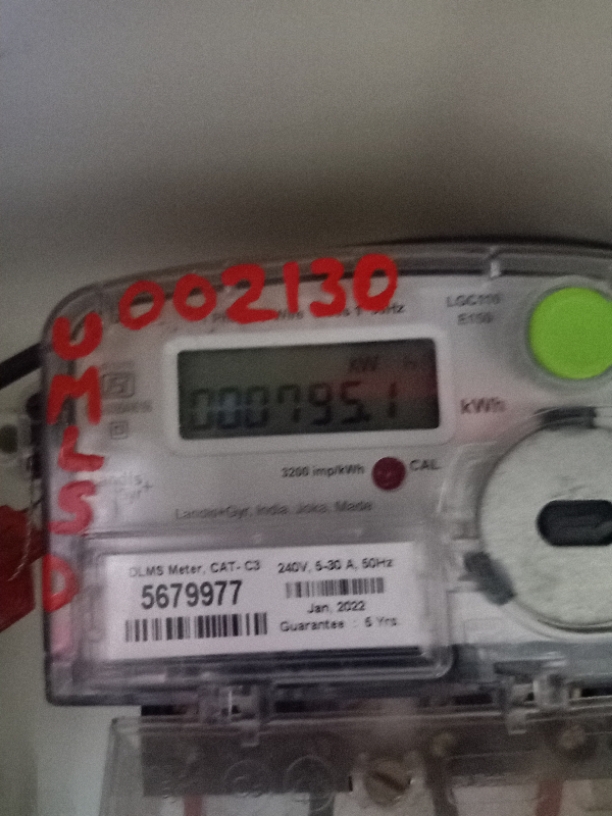 002130
UMLSD
LGC110
E150
kW h
000795.1
kWh
3200 imp/kWh
CAL
Landis+Gyr, India, Joka, Made
DLMS Meter, CAT- C3
5679977
240V, 5-30 A, 50Hz
Jan, 2022
Guarantee : 5 Yrs.